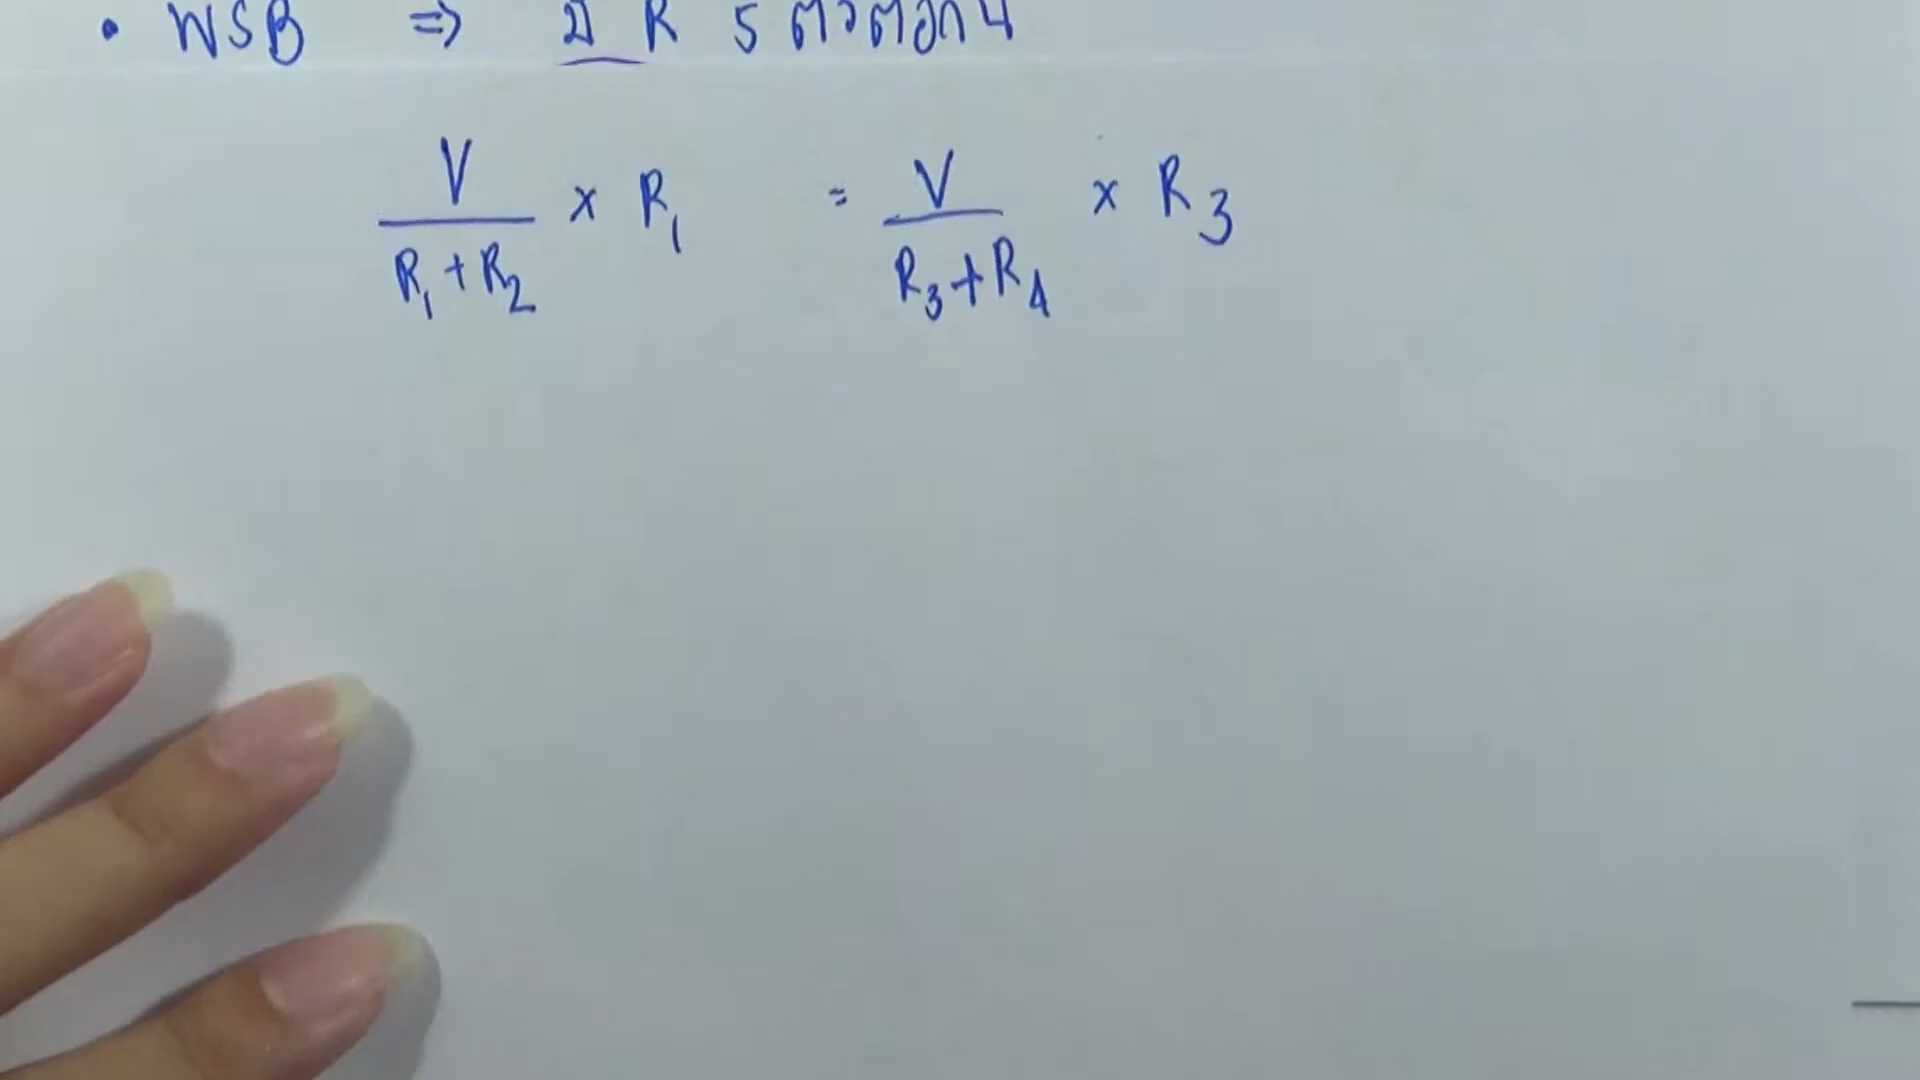 • WSB ⇒ มี R 5 ตัวต่อกัน
V/(R₁+R₂) × R₁ = V/(R₃+R₄) × R₃